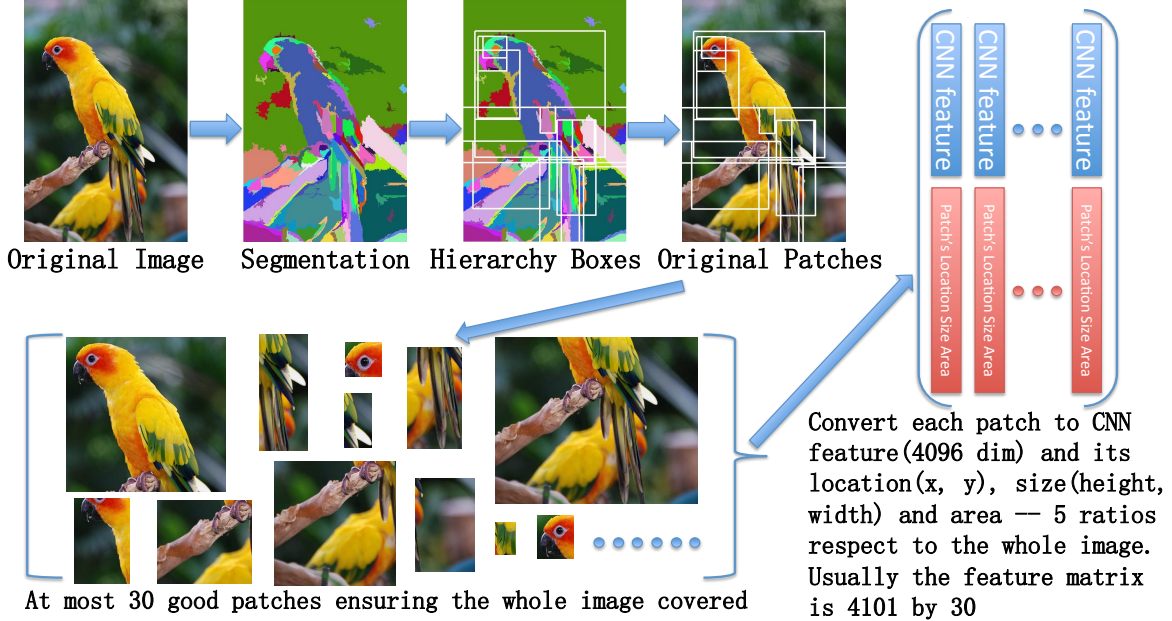 Original Image
Segmentation
Hierarchy Boxes
Original Patches
CNN feature
CNN feature
CNN feature
Patch's Location Size Area
Patch's Location Size Area
Patch's Location Size Area
At most 30 good patches ensuring the whole image covered
Convert each patch to CNN
feature(4096 dim) and its
location(x, y), size(height,
width) and area -- 5 ratios
respect to the whole image.
Usually the feature matrix
is 4101 by 30